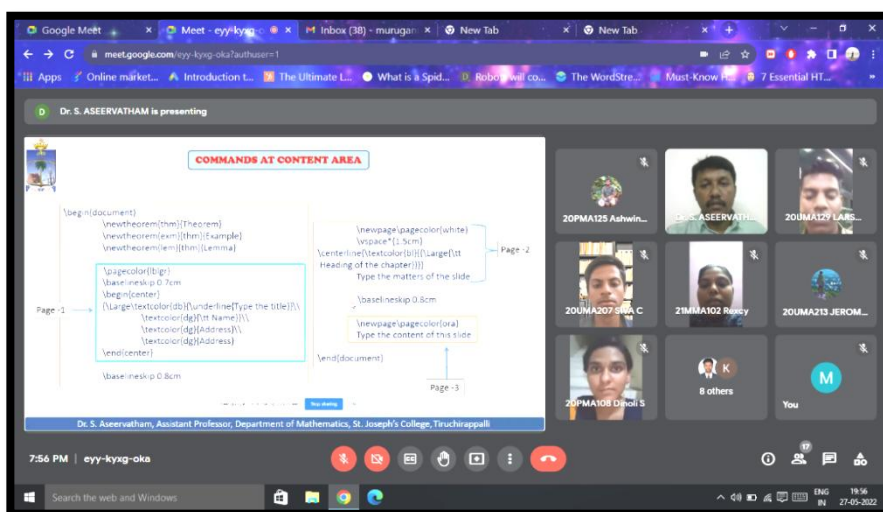 Google Meet
Meet - eyy-kyxg-o
Inbox (38) - murugan
New Tab
New Tab
meet.google.com/eyy-kyxg-oka?authuser=1
Apps
Online market...
Introduction t...
The Ultimate L...
What is a Spid...
Robots will co...
The WordStre...
Must-Know
7 Essential HT...
D
Dr. S. ASEERVATHAM is presenting
COMMANDS AT CONTENT AREA
\begin{document}
\newtheorem{thm}{Theorem}
\newtheorem{exm}[thm]{Example}
\newtheorem{lem}[thm]{Lemma}
\pagecolor{blgr}
\baselineskip 0.7cm
\begin{center}
{\Large\textcolor{db}{\underline{Type the title}}\\
\textcolor{dg}{\tt Name}}\\
\textcolor{dg}{Address}\\
\textcolor{dg}{Address}
\end{center}
\baselineskip 0.8cm
Page -1
\newpage\pagecolor{white}
\vspace*{1.5cm}
\centerline{\textcolor{bl}{{\Large{\tt
Heading of the chapter}}}}
Type the matters of the slide
Page -2
\baselineskip 0.8cm
\newpage\pagecolor{ora}
Type the content of this slide
\end{document}
Page -3
Stop sharing
Dr. S. Aseervatham, Assistant Professor, Department of Mathematics, St. Joseph's College, Tiruchirappalli
20PMA125 Ashwin...
Dr. S. ASEERVATH...
20UMA129 LARS...
20UMA207 SIVA C
21MMA102 Rexcy
20UMA213 JEROM...
20PMA108 Dinoli S
K
8 others
M
You
7:56 PM | eyy-kyxg-oka
17
Search the web and Windows
ENG
IN
19:56
27-05-2022